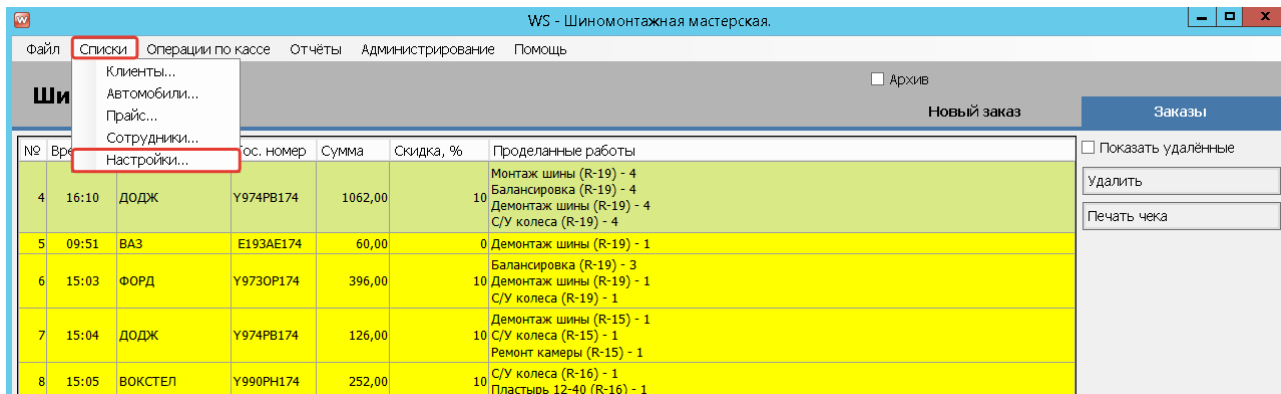 WS - Шиномонтажная мастерская.
Файл Списки Операции по кассе Отчёты Администрирование Помощь
Клиенты...
Автомобили...
Прайс...
Сотрудники...
Настройки...
Ши
Архив
Новый заказ Заказы
№ Вре Гос. номер Сумма Скидка, % Проделанные работы
Показать удалённые
Удалить
Печать чека
4 16:10 ДОДЖ Y974PB174 1062,00 10
Монтаж шины (R-19) - 4
Балансировка (R-19) - 4
Демонтаж шины (R-19) - 4
С/У колеса (R-19) - 4
5 09:51 ВАЗ E193AE174 60,00 0 Демонтаж шины (R-19) - 1
6 15:03 ФОРД Y973OP174 396,00 10
Балансировка (R-19) - 3
Демонтаж шины (R-19) - 1
С/У колеса (R-19) - 1
7 15:04 ДОДЖ Y974PB174 126,00 10
Демонтаж шины (R-15) - 1
С/У колеса (R-15) - 1
Ремонт камеры (R-15) - 1
8 15:05 ВОКСТЕЛ Y990PH174 252,00 10
С/У колеса (R-16) - 1
Пластырь 12-40 (R-16) - 1